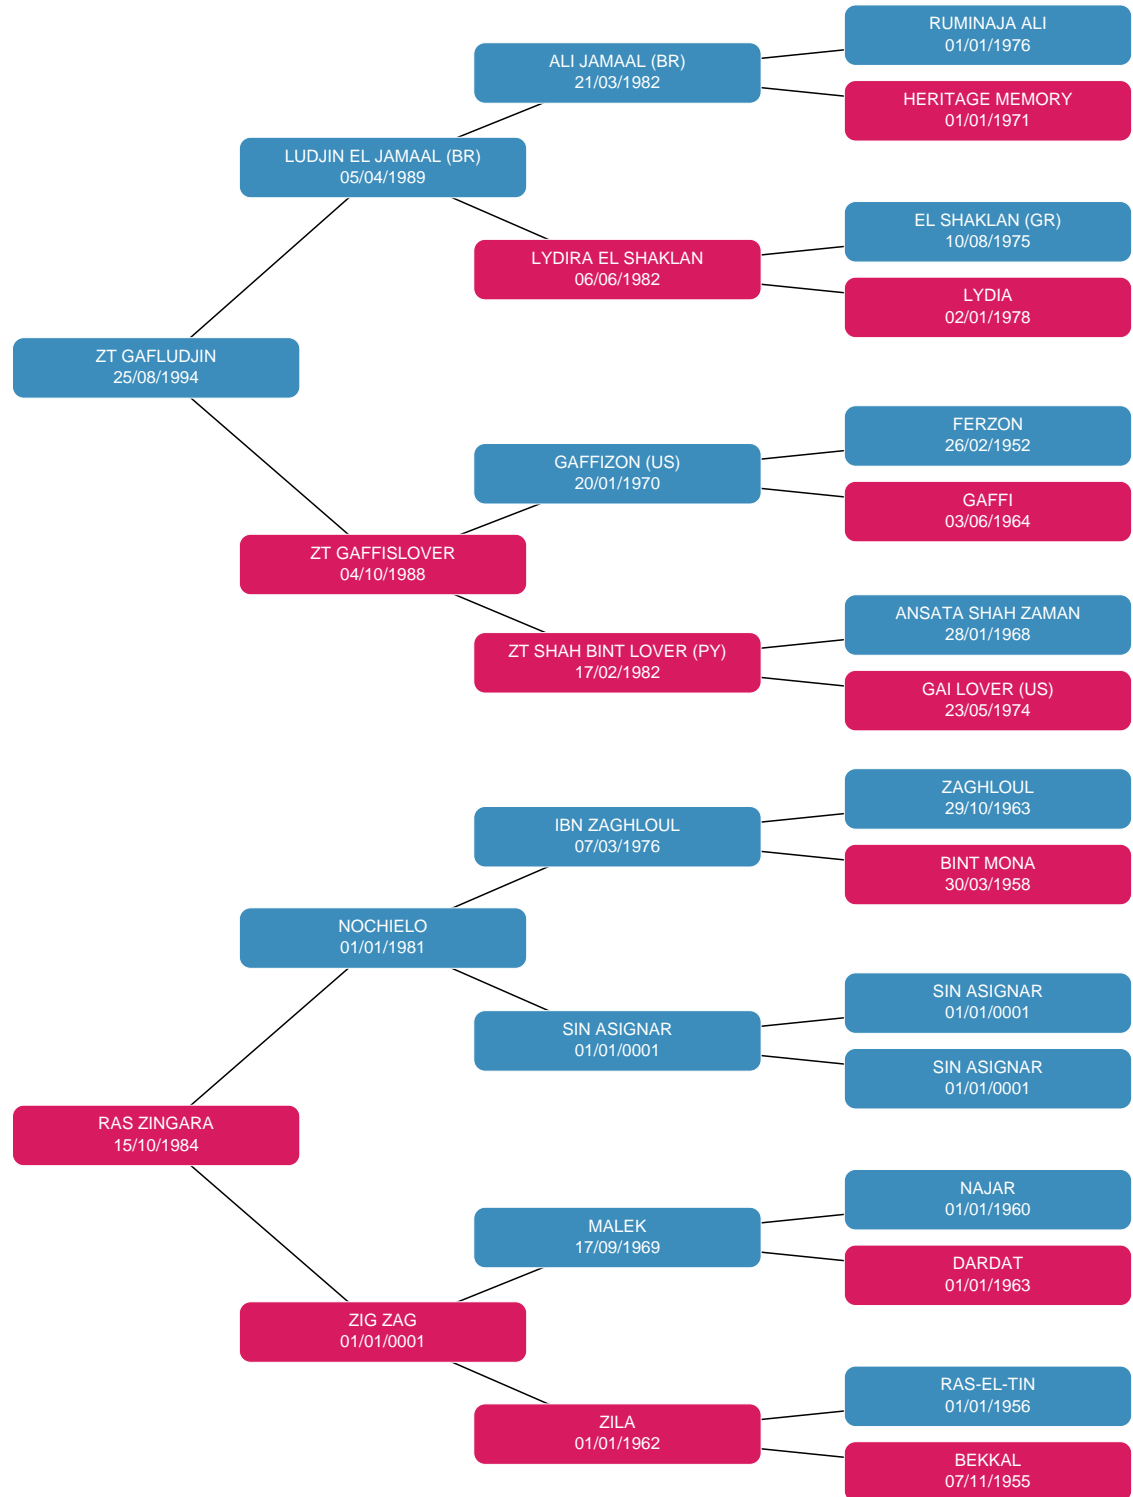 RUMINAJA ALI
01/01/1976
ALI JAMAAL (BR)
21/03/1982
HERITAGE MEMORY
01/01/1971
LUDJIN EL JAMAAL (BR)
05/04/1989
EL SHAKLAN (GR)
10/08/1975
LYDIRA EL SHAKLAN
06/06/1982
LYDIA
02/01/1978
ZT GAFLUDJIN
25/08/1994
FERZON
26/02/1952
GAFFIZON (US)
20/01/1970
GAFFI
03/06/1964
ZT GAFFISLOVER
04/10/1988
ANSATA SHAH ZAMAN
28/01/1968
ZT SHAH BINT LOVER (PY)
17/02/1982
GAI LOVER (US)
23/05/1974
ZAGHLOUL
29/10/1963
IBN ZAGHLOUL
07/03/1976
BINT MONA
30/03/1958
NOCHIELO
01/01/1981
SIN ASIGNAR
01/01/0001
SIN ASIGNAR
01/01/0001
SIN ASIGNAR
01/01/0001
RAS ZINGARA
15/10/1984
NAJAR
01/01/1960
MALEK
17/09/1969
DARDAT
01/01/1963
ZIG ZAG
01/01/0001
RAS-EL-TIN
01/01/1956
ZILA
01/01/1962
BEKKAL
07/11/1955